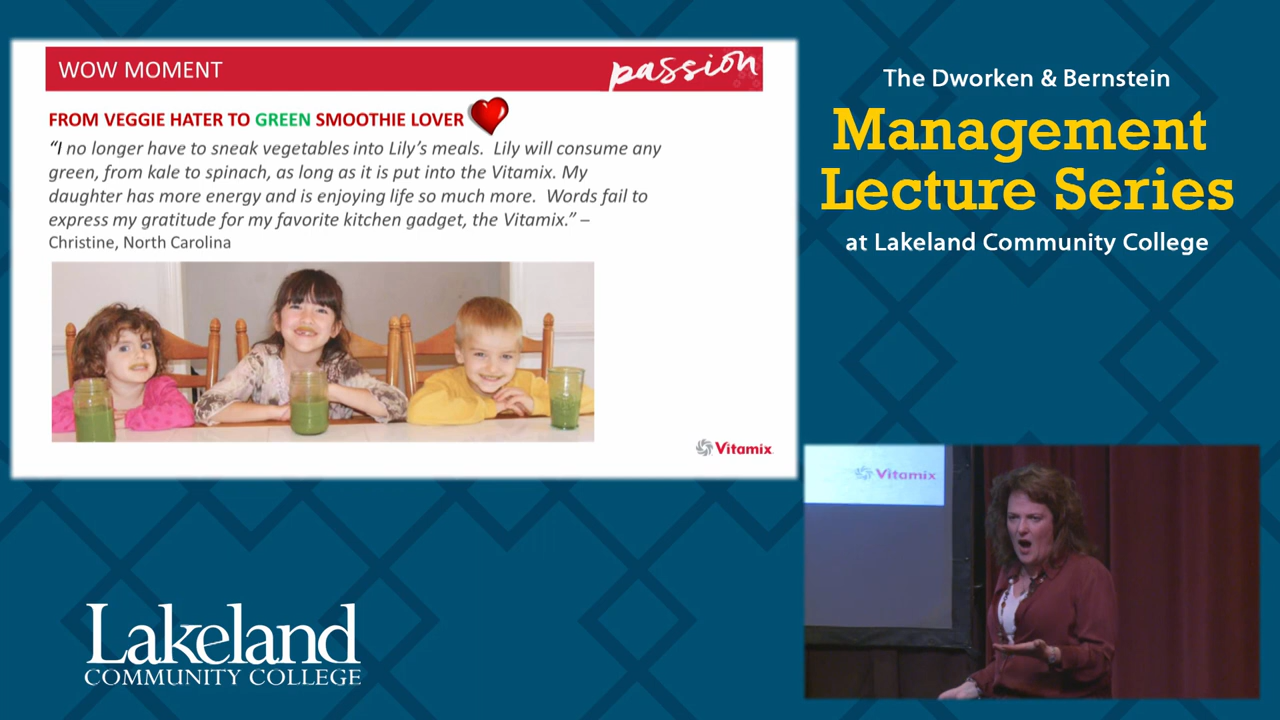 WOW MOMENT
passion
FROM VEGGIE HATER TO GREEN SMOOTHIE LOVER
“I no longer have to sneak vegetables into Lily’s meals. Lily will consume any
green, from kale to spinach, as long as it is put into the Vitamix. My
daughter has more energy and is enjoying life so much more. Words fail to
express my gratitude for my favorite kitchen gadget, the Vitamix.” –
Christine, North Carolina
Vitamix
The Dworken & Bernstein
Management
Lecture Series
at Lakeland Community College
Vitamix
Lakeland
COMMUNITY COLLEGE